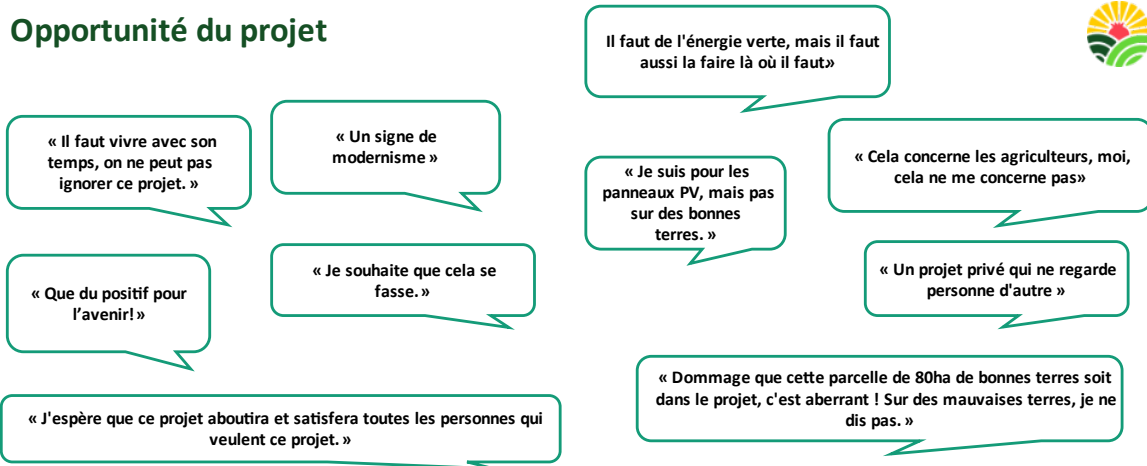 Opportunité du projet
Il faut de l'énergie verte, mais il faut
aussi la faire là où il faut.»
« Il faut vivre avec son
temps, on ne peut pas
ignorer ce projet. »
« Un signe de
modernisme »
« Je suis pour les
panneaux PV, mais pas
sur des bonnes
terres. »
« Cela concerne les agriculteurs, moi,
cela ne me concerne pas»
« Que du positif pour
l’avenir! »
« Je souhaite que cela se
fasse. »
« Un projet privé qui ne regarde
personne d'autre »
« J'espère que ce projet aboutira et satisfera toutes les personnes qui
veulent ce projet. »
« Dommage que cette parcelle de 80ha de bonnes terres soit
dans le projet, c'est aberrant ! Sur des mauvaises terres, je ne
dis pas. »